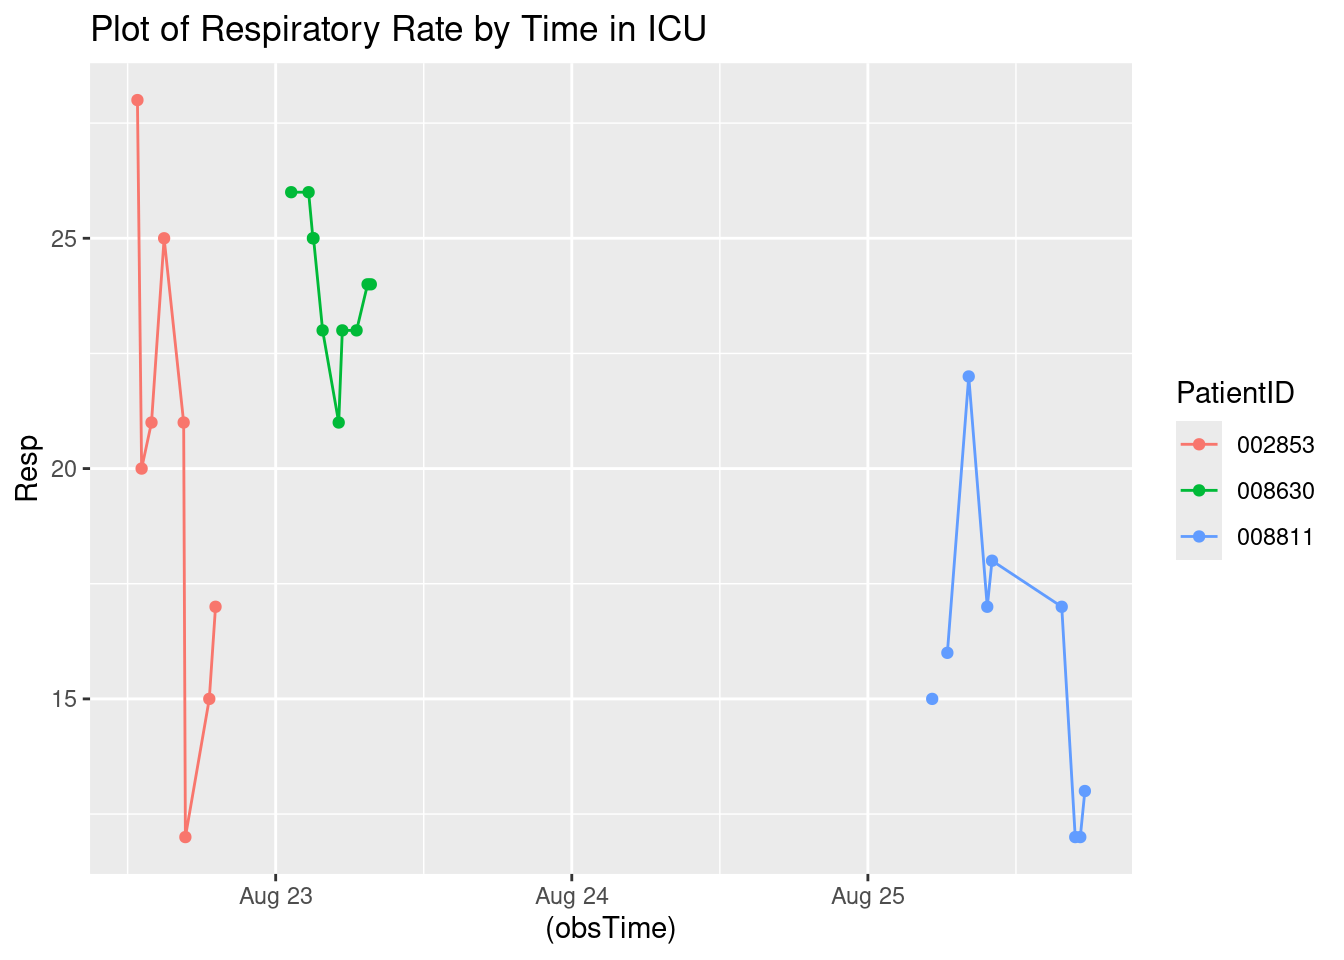 Plot of Respiratory Rate by Time in ICU
25
20
15
Resp
Aug 23
Aug 24
Aug 25
(obsTime)
PatientID
002853
008630
008811